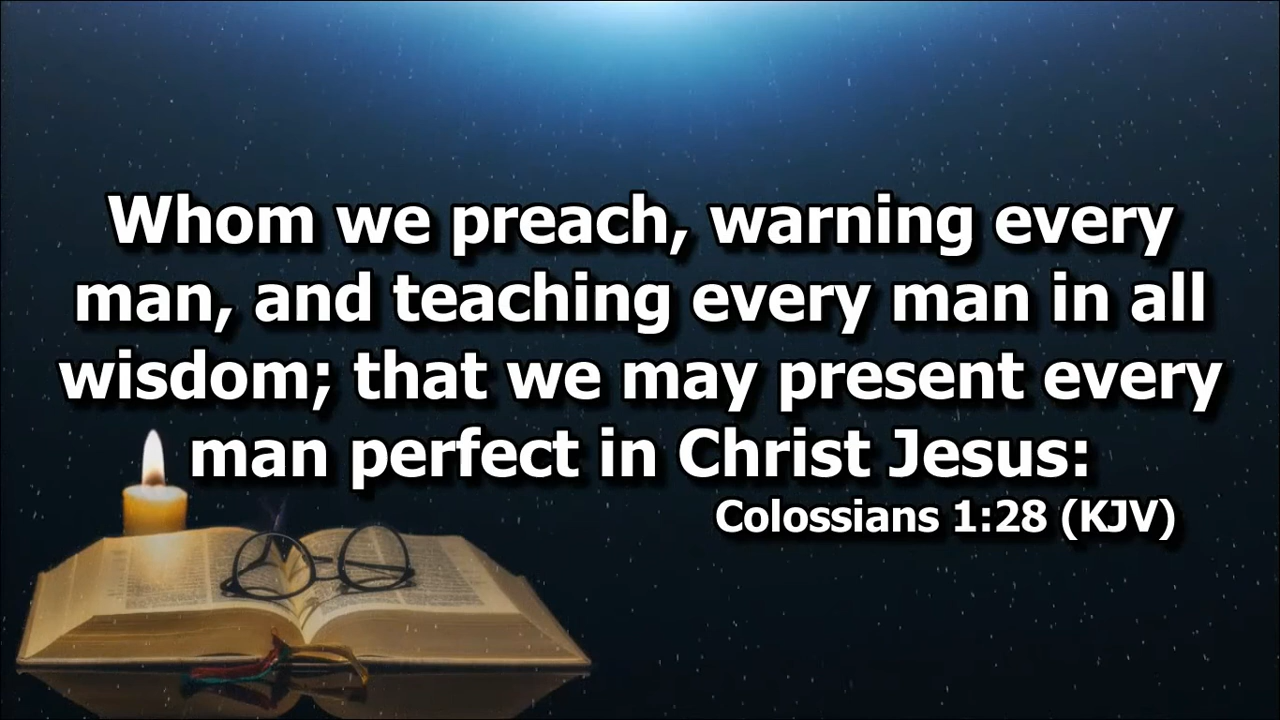 Whom we preach, warning every
man, and teaching every man in all
wisdom; that we may present every
man perfect in Christ Jesus:
Colossians 1:28 (KJV)